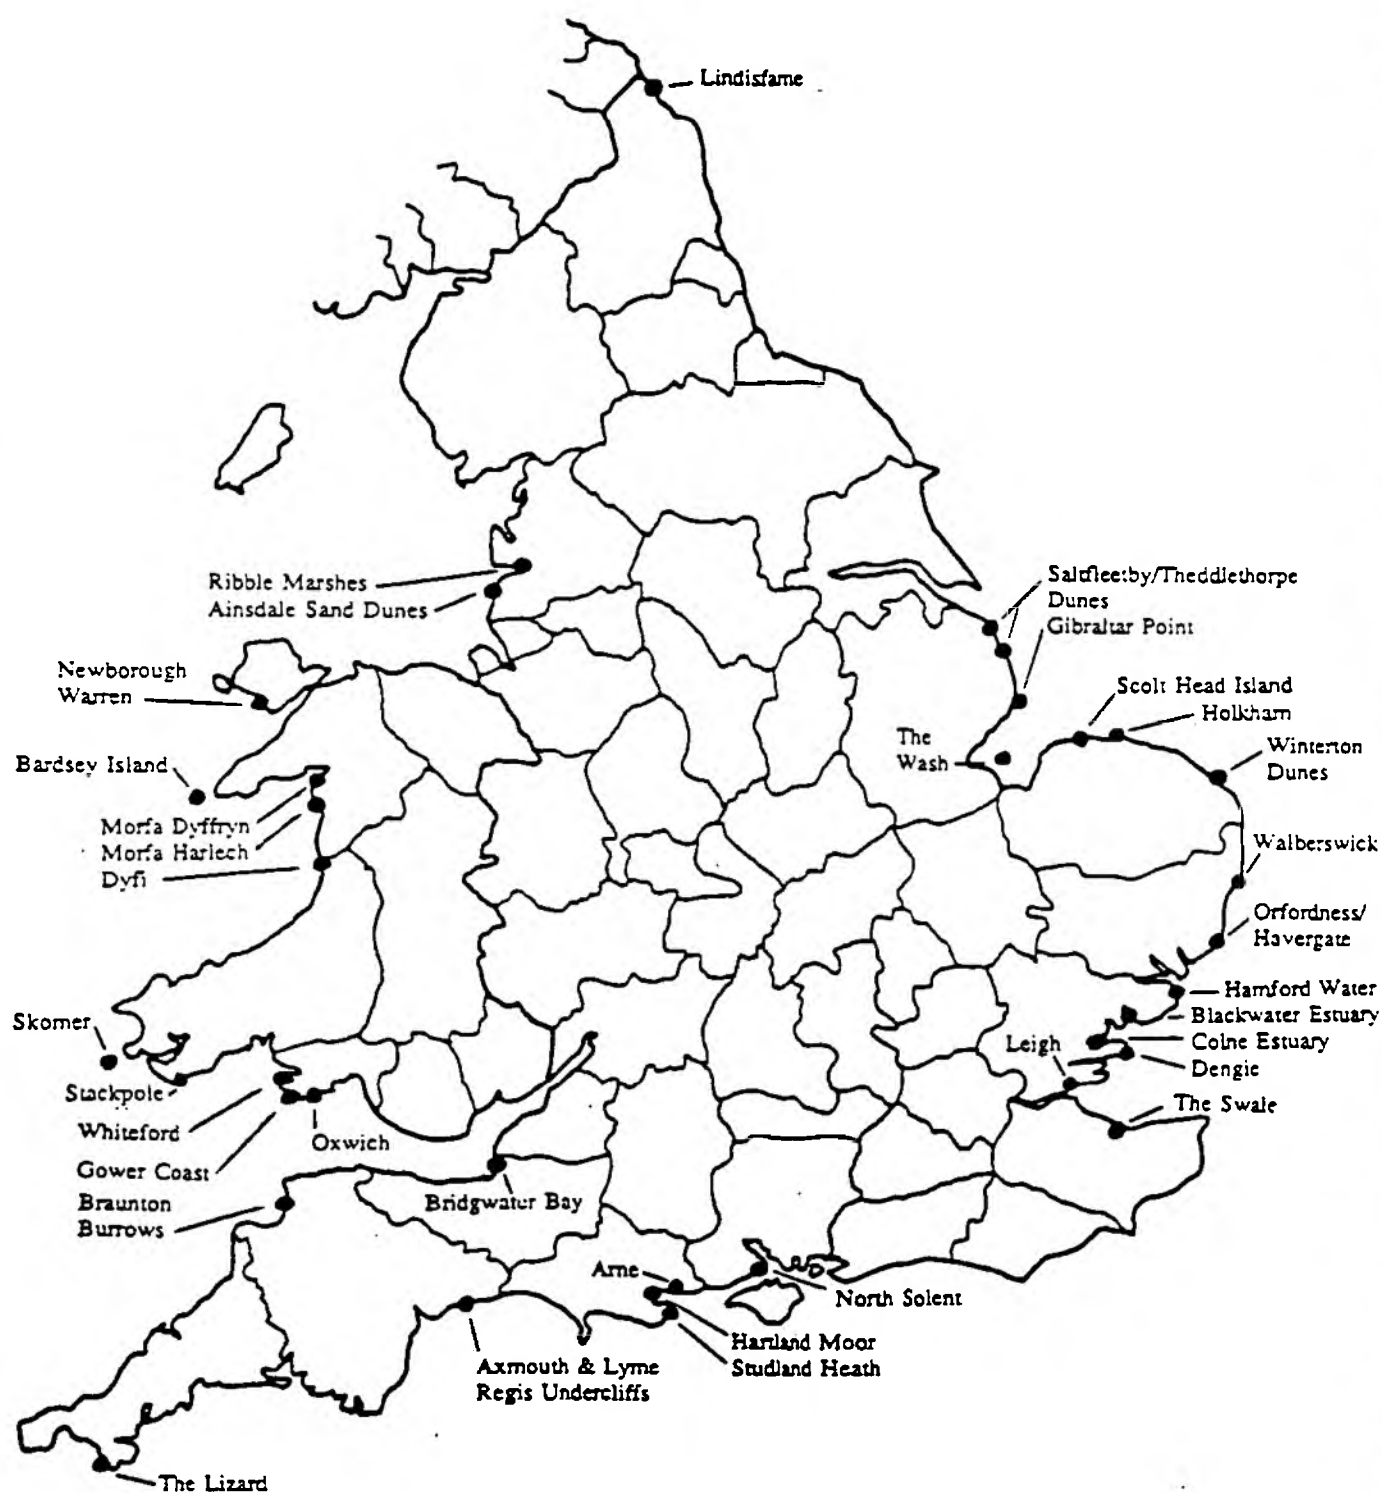 Lindisfarne
Ribble Marshes
Ainsdale Sand Dunes
Saltfleetby/Theddlethorpe
Dunes
Gibraltar Point
Newborough
Warren
Scolt Head Island
Holkham
The
Wash
Winterton
Dunes
Bardsey Island
Morfa Dyffryn
Morfa Harlech
Dyfi
Walberswick
Orfordness/
Havergate
Hamford Water
Blackwater Estuary
Colne Estuary
Dengie
Leigh
The Swale
Skomer
Stackpole
Whiteford
Oxwich
Gower Coast
Braunton
Burrows
Bridgwater Bay
Arne
North Solent
Hartland Moor
Studland Heath
Axmouth & Lyme
Regis Undercliffs
The Lizard